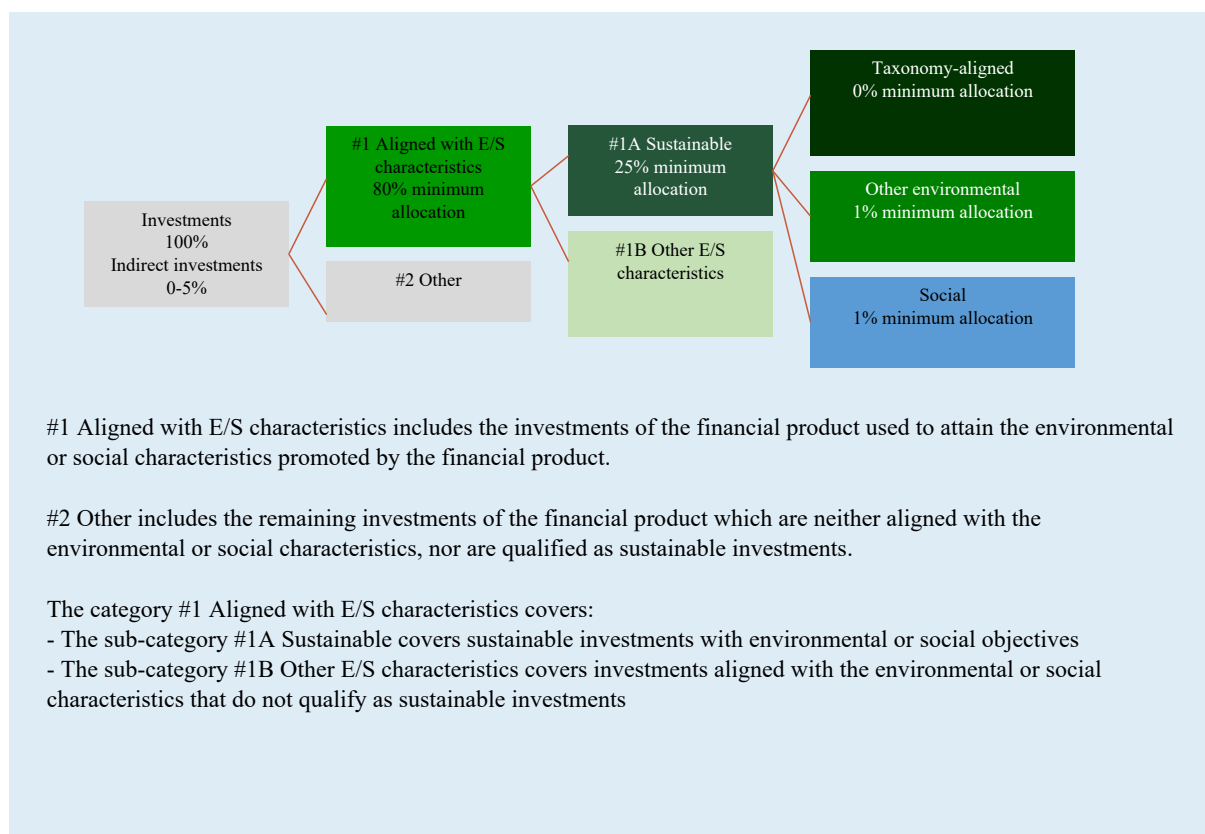 Investments
100%
Indirect investments
0-5%
#1 Aligned with E/S
characteristics
80% minimum
allocation
#2 Other
#1A Sustainable
25% minimum
allocation
#1B Other E/S
characteristics
Taxonomy-aligned
0% minimum allocation
Other environmental
1% minimum allocation
Social
1% minimum allocation
#1 Aligned with E/S characteristics includes the investments of the financial product used to attain the environmental
or social characteristics promoted by the financial product.
#2 Other includes the remaining investments of the financial product which are neither aligned with the
environmental or social characteristics, nor are qualified as sustainable investments.
The category #1 Aligned with E/S characteristics covers:
- The sub-category #1A Sustainable covers sustainable investments with environmental or social objectives
- The sub-category #1B Other E/S characteristics covers investments aligned with the environmental or social
characteristics that do not qualify as sustainable investments